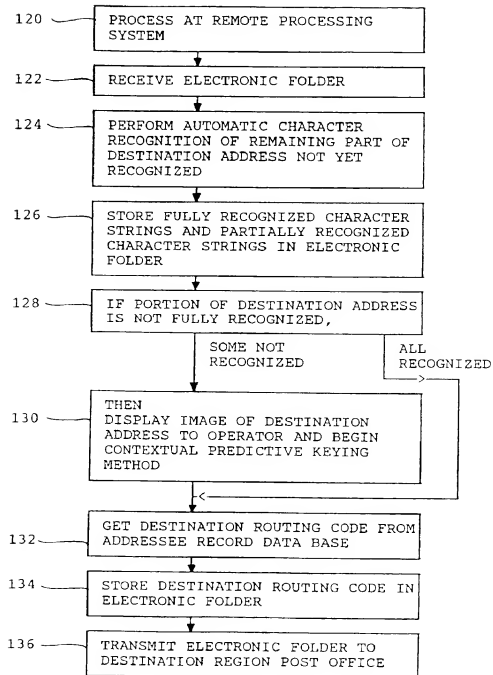 120
PROCESS AT REMOTE PROCESSING
SYSTEM
122
RECEIVE ELECTRONIC FOLDER
124
PERFORM AUTOMATIC CHARACTER
RECOGNITION OF REMAINING PART OF
DESTINATION ADDRESS NOT YET
RECOGNIZED
126
STORE FULLY RECOGNIZED CHARACTER
STRINGS AND PARTIALLY RECOGNIZED
CHARACTER STRINGS IN ELECTRONIC
FOLDER
128
IF PORTION OF DESTINATION ADDRESS
IS NOT FULLY RECOGNIZED,
SOME NOT
RECOGNIZED
ALL
RECOGNIZED
130
THEN
DISPLAY IMAGE OF DESTINATION
ADDRESS TO OPERATOR AND BEGIN
CONTEXTUAL PREDICTIVE KEYING
METHOD
132
GET DESTINATION ROUTING CODE FROM
ADDRESSEE RECORD DATA BASE
134
STORE DESTINATION ROUTING CODE IN
ELECTRONIC FOLDER
136
TRANSMIT ELECTRONIC FOLDER TO
DESTINATION REGION POST OFFICE